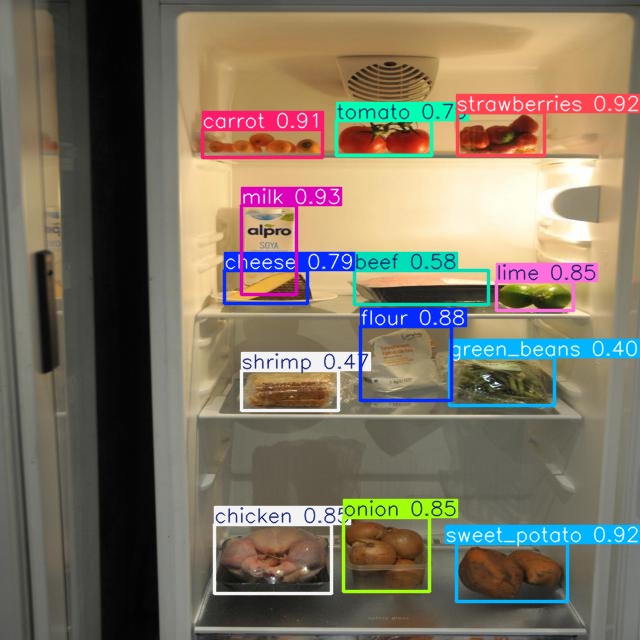 carrot 0.91
tomato 0.7
strawberries 0.92
milk 0.93
alpro
SOYA
cheese 0.79
beef 0.58
lime 0.85
flour 0.88
shrimp 0.47
green_beans 0.40
chicken 0.85
onion 0.85
sweet_potato 0.92